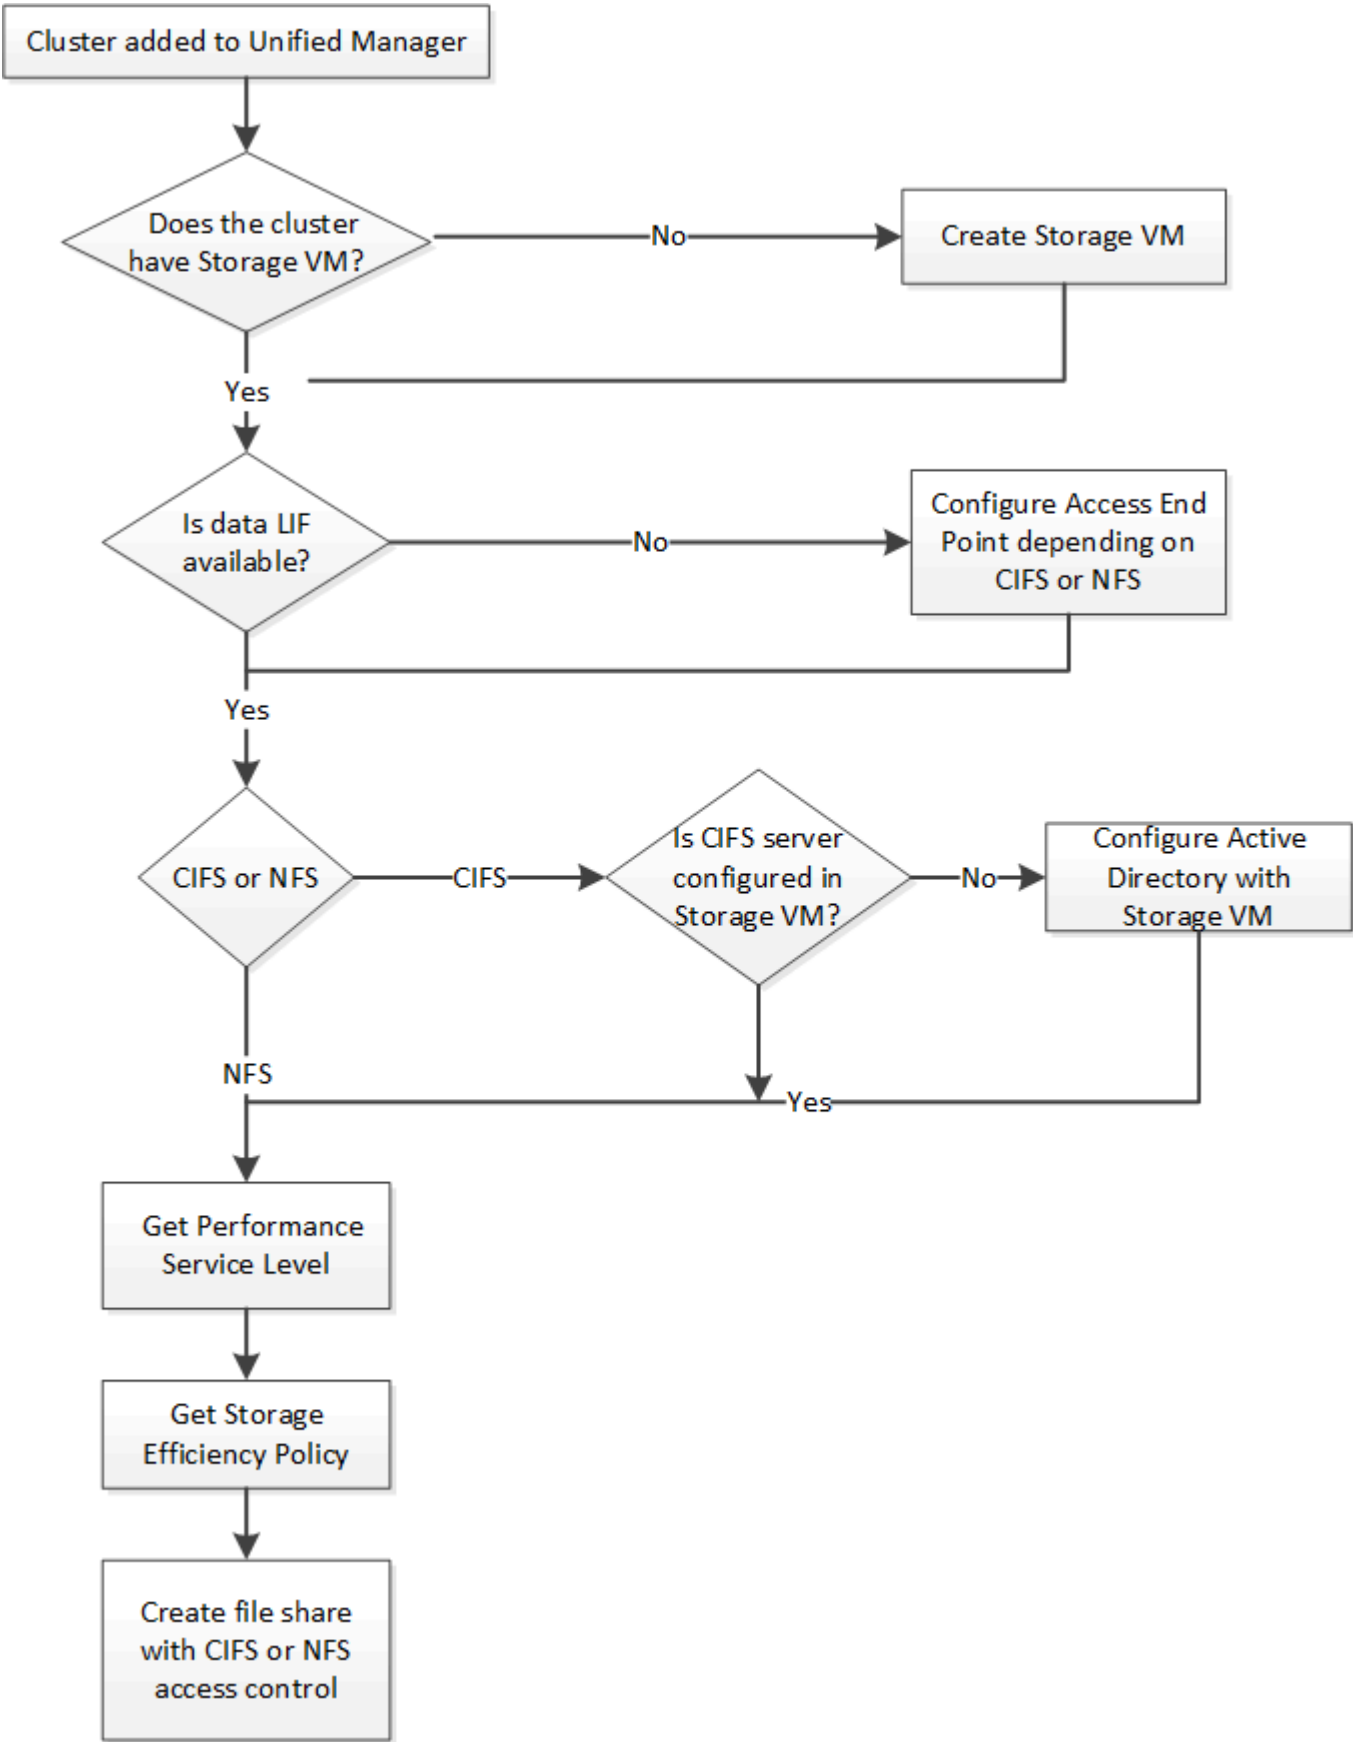 Cluster added to Unified Manager
Does the cluster
have Storage VM?
No
Create Storage VM
Yes
Is data LIF
available?
No
Configure Access End
Point depending on
CIFS or NFS
Yes
CIFS or NFS
CIFS
Is CIFS server
configured in
Storage VM?
No
Configure Active
Directory with
Storage VM
NFS
Yes
Get Performance
Service Level
Get Storage
Efficiency Policy
Create file share
with CIFS or NFS
access control